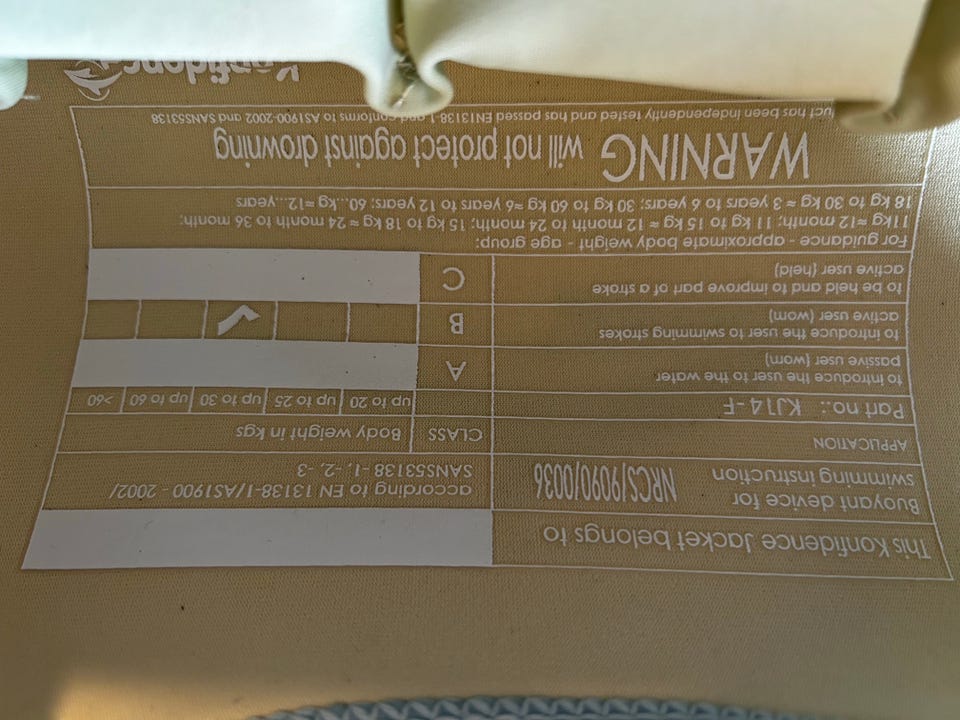 This Konfidence Jacket belongs to
Buoyant device for
swimming instruction
NRCS/9090/0036
according to EN 13138-1/AS1900 - 2002/
SANS53138 -1, -2, -3
APPLICATION
CLASS
Body weight in kgs
Part no.: KJ14-F
up to 20
up to 25
up to 30
up to 60
>60
to introduce the user to the water
passive user (worn)
A
to introduce the user to swimming strokes
active user (worn)
B
to be held and to improve part of a stroke
active user (held)
C
For guidance - approximate body weight - age group:
11kg ≈12 month; 11 kg to 15 kg ≈ 12 month to 24 month; 15 kg to 18 kg ≈ 24 month to 36 month;
18 kg to 30 kg ≈ 3 years to 6 years; 30 kg to 60 kg ≈6 years to 12 years; 60...kg ≈12...years
WARNING will not protect against drowning
has been independently tested and has passed EN13138-1 and conforms to AS1900-2002 and SANS53138